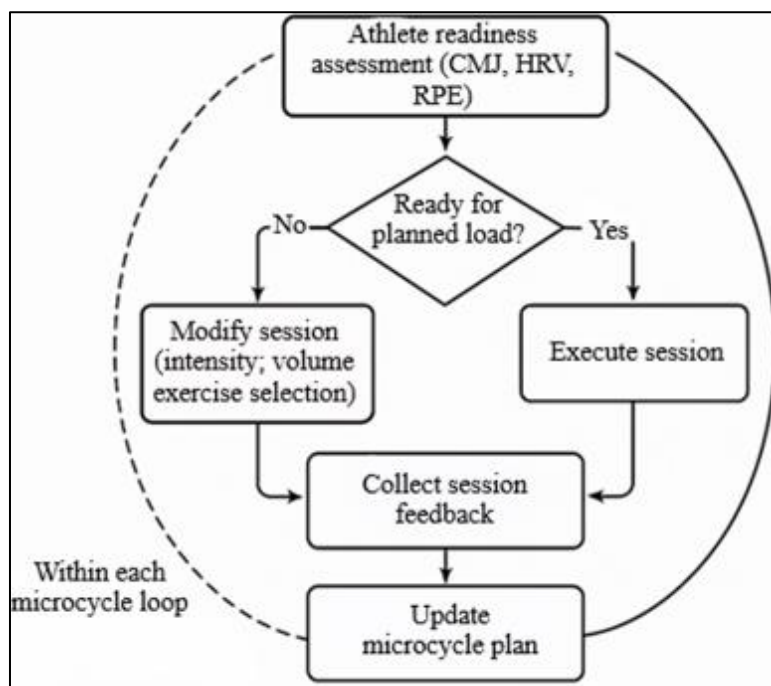 Athlete readiness
assessment (CMJ, HRV,
RPE)
Ready for
planned load?
No
Yes
Modify session
(intensity; volume
exercise selection)
Execute session
Collect session
feedback
Within each
microcycle loop
Update
microcycle plan